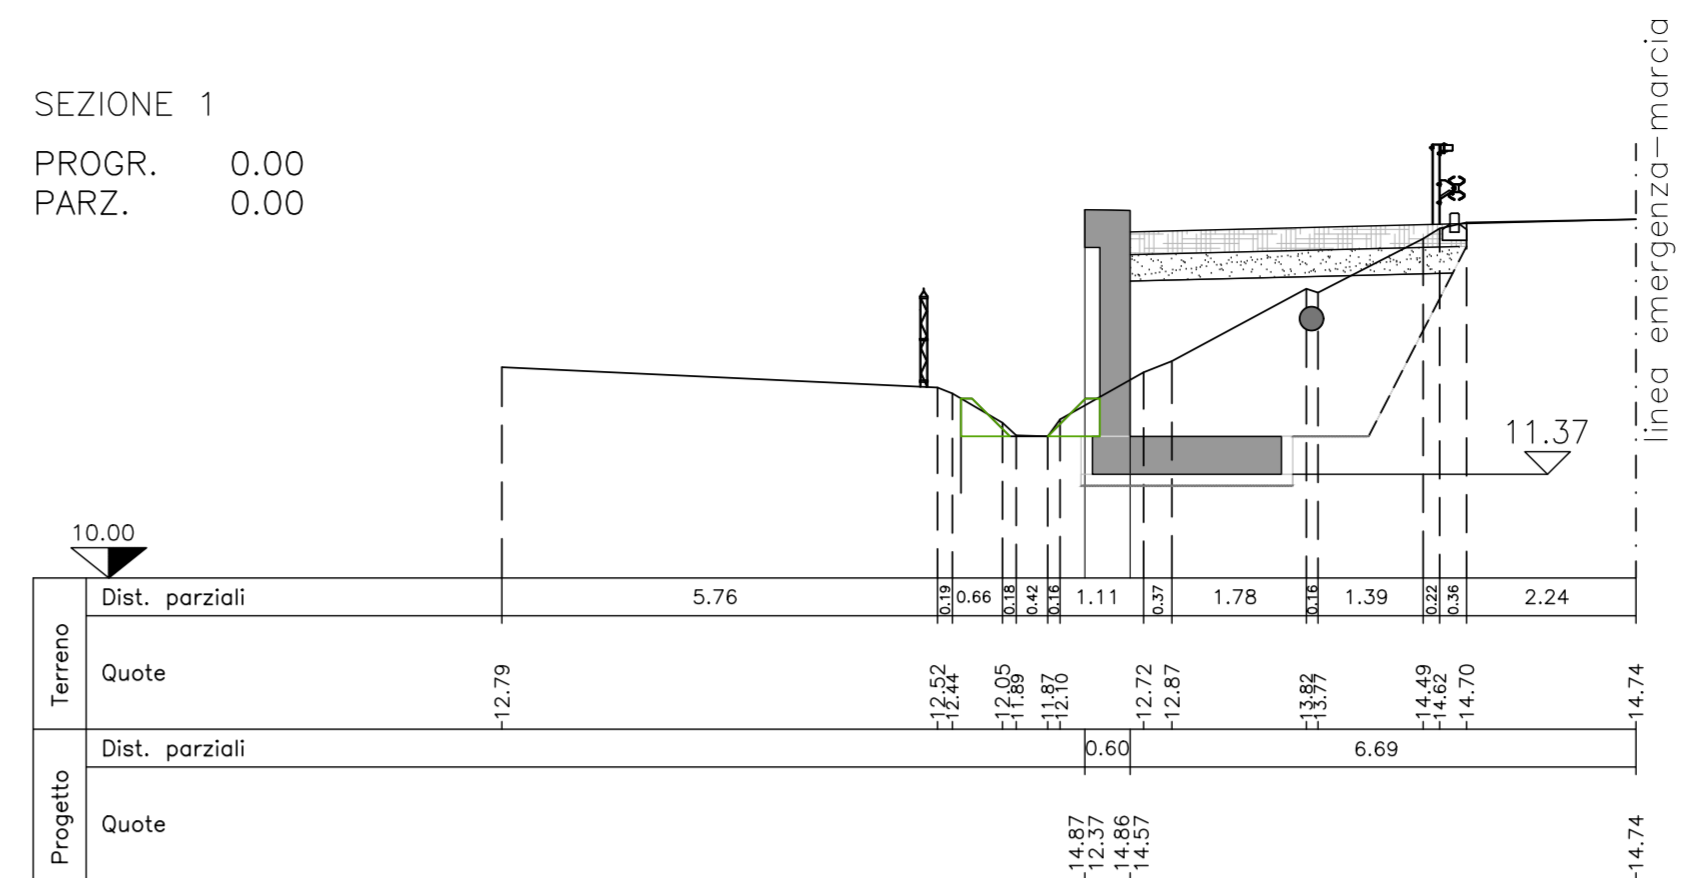 SEZIONE 1
PROGR. 0.00
PARZ. 0.00
linea emergenza-marcia
11.37
10.00
Terreno
Dist. parziali 5.76 0.19 0.66 0.18 0.42 0.16 1.11 0.37 1.78 0.16 1.39 0.22 0.36 2.24
Quote 12.79 12.52 12.44 12.05 11.89 11.87 12.10 12.72 12.87 13.82 13.77 14.49 14.62 14.70 14.74
Progetto
Dist. parziali 0.60 6.69
Quote 14.87 12.37 14.86 14.57 14.74